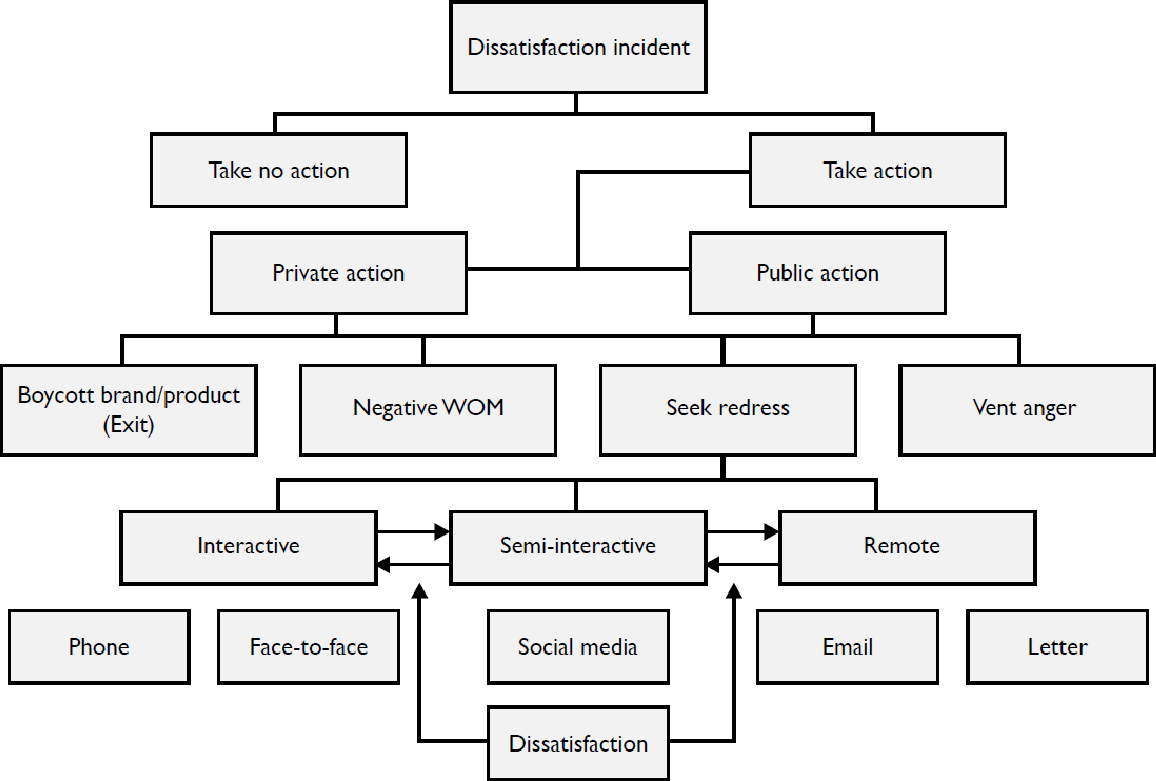 Dissatisfaction incident
Take no action
Take action
Private action
Public action
Boycott brand/product
(Exit)
Negative WOM
Seek redress
Vent anger
Interactive
Semi-interactive
Remote
Phone
Face-to-face
Social media
Email
Letter
Dissatisfaction